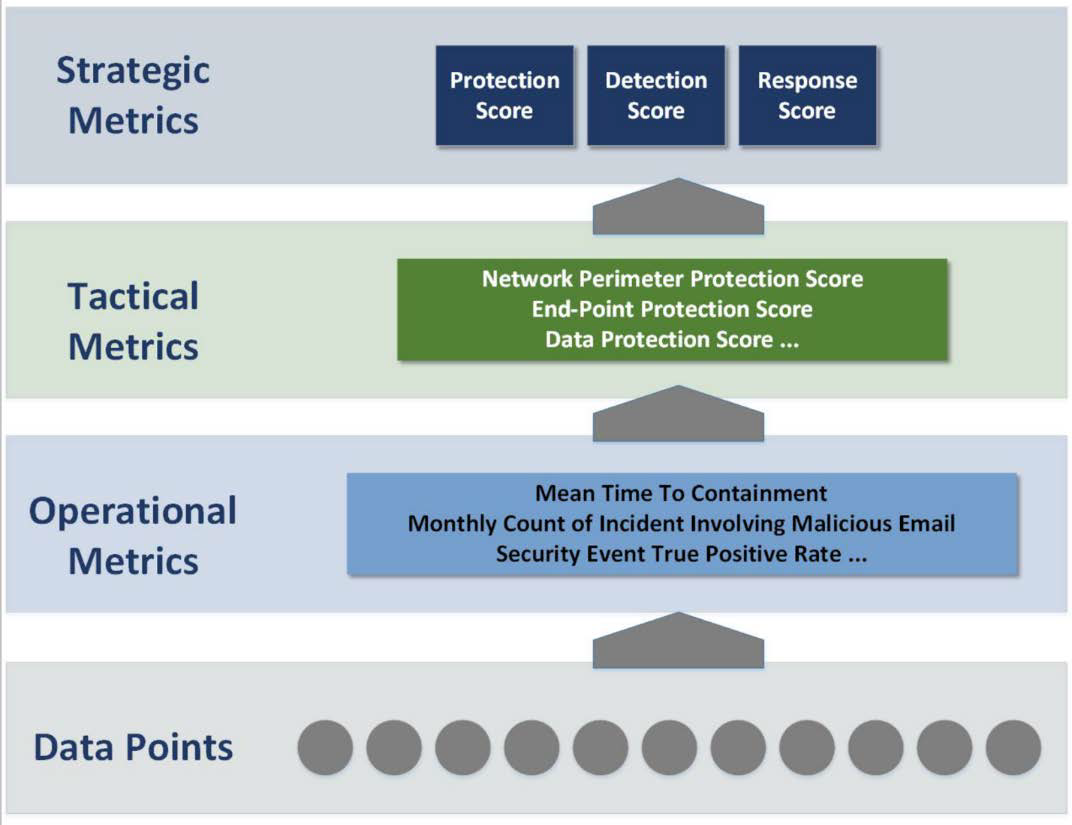 Strategic
Metrics
Protection
Score
Detection
Score
Response
Score
Tactical
Metrics
Network Perimeter Protection Score
End-Point Protection Score
Data Protection Score ...
Operational
Metrics
Mean Time To Containment
Monthly Count of Incident Involving Malicious Email
Security Event True Positive Rate ...
Data Points